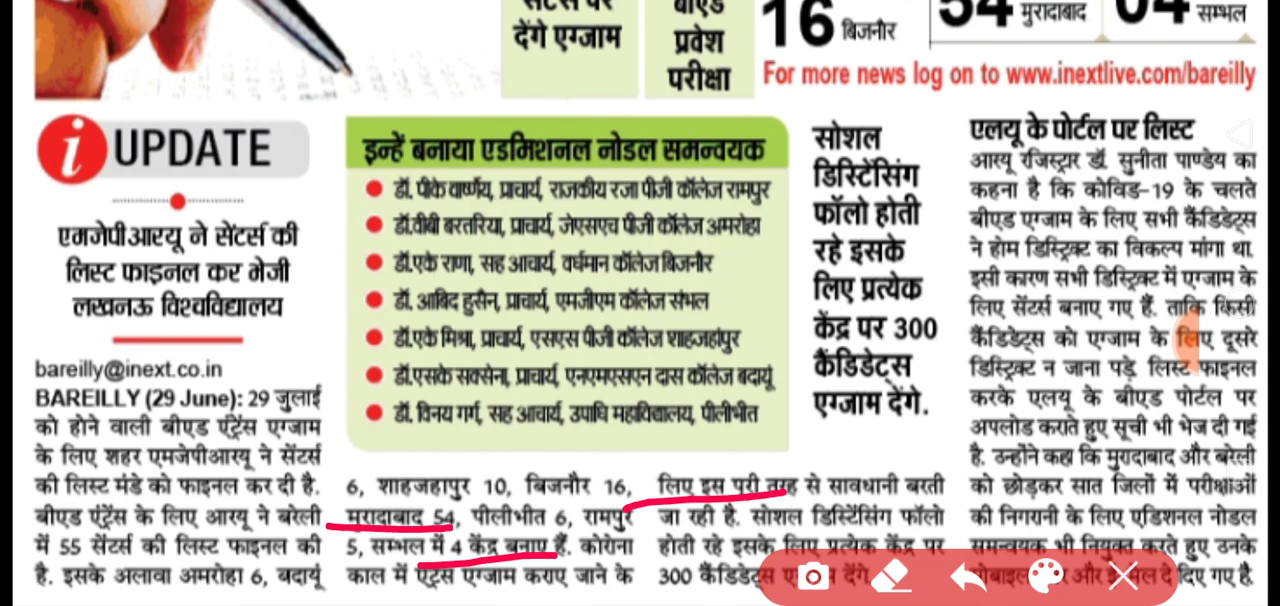 देंगे एग्जाम
बीएड
प्रवेश
परीक्षा
16 बिजनौर
54 मुरादाबाद
04 सम्भल
For more news log on to www.inextlive.com/bareilly
i UPDATE
एमजेपीआरयू ने सेंटर्स की
लिस्ट फाइनल कर भेजी
लखनऊ विश्वविद्यालय
bareilly@inext.co.in
BAREILLY (29 June): 29 जुलाई
को होने वाली बीएड एंट्रेंस एग्जाम
के लिए शहर एमजेपीआरयू ने सेंटर्स
की लिस्ट मंडे को फाइनल कर दी है.
बीएड एंट्रेंस के लिए आरयू ने बरेली
में 55 सेंटर्स की लिस्ट फाइनल की
है. इसके अलावा अमरोहा 6, बदायूं
इन्हें बनाया एडमिशनल नोडल समन्वयक
डॉ. पीके वार्ष्णेय, प्राचार्य, राजकीय रजा पीजी कॉलेज रामपुर
डॉ.वीबी बरतरिया, प्राचार्य, जेएसएच पीजी कॉलेज अमरोहा
डॉ.एके राणा, सह आचार्य, वर्धमान कॉलेज बिजनौर
डॉ. आबिद हुसैन, प्राचार्य, एमजीएम कॉलेज संभल
डॉ.एके मिश्रा, प्राचार्य, एसएस पीजी कॉलेज शाहजहांपुर
डॉ.एसके सक्सेना, प्राचार्य, एनएमएसएन दास कॉलेज बदायूं
डॉ. विनय गर्ग, सह आचार्य, उपाधि महाविद्यालय, पीलीभीत
6, शाहजहापुर 10, बिजनौर 16,
मुरादाबाद 54, पीलीभीत 6, रामपुर
5, सम्भल में 4 केंद्र बनाए हैं. कोरोना
काल में एंट्रेंस एग्जाम कराए जाने के
सोशल
डिस्टिेंसिंग
फॉलो होती
रहे इसके
लिए प्रत्येक
केंद्र पर 300
कैंडिडेट्स
एग्जाम देंगे.
लिए इस पूरी तरह से सावधानी बरती
जा रही है. सोशल डिस्टिेंसिंग फॉलो
होती रहे इसके लिए प्रत्येक केंद्र पर
300 कैंडिडेट्स एग्जाम देंगे.
एलयू के पोर्टल पर लिस्ट
आरयू रजिस्ट्रार डॉ. सुनीता पाण्डेय का
कहना है कि कोविड-19 के चलते
बीएड एग्जाम के लिए सभी कैंडिडेट्स
ने होम डिस्ट्रिक्ट का विकल्प मांगा था.
इसी कारण सभी डिस्ट्रिक्ट में एग्जाम के
लिए सेंटर्स बनाए गए हैं. ताकि किसी
कैंडिडेट्स को एग्जाम के लिए दूसरे
डिस्ट्रिक्ट न जाना पड़े. लिस्ट फाइनल
करके एलयू के बीएड पोर्टल पर
अपलोड कराते हुए सूची भी भेज दी गई
है. उन्होंने कहा कि मुरादाबाद और बरेली
को छोड़कर सात जिलों में परीक्षाओं
की निगरानी के लिए एडिशनल नोडल
समन्वयक भी नियुक्त करते हुए उनके
और दे दिए गए है.